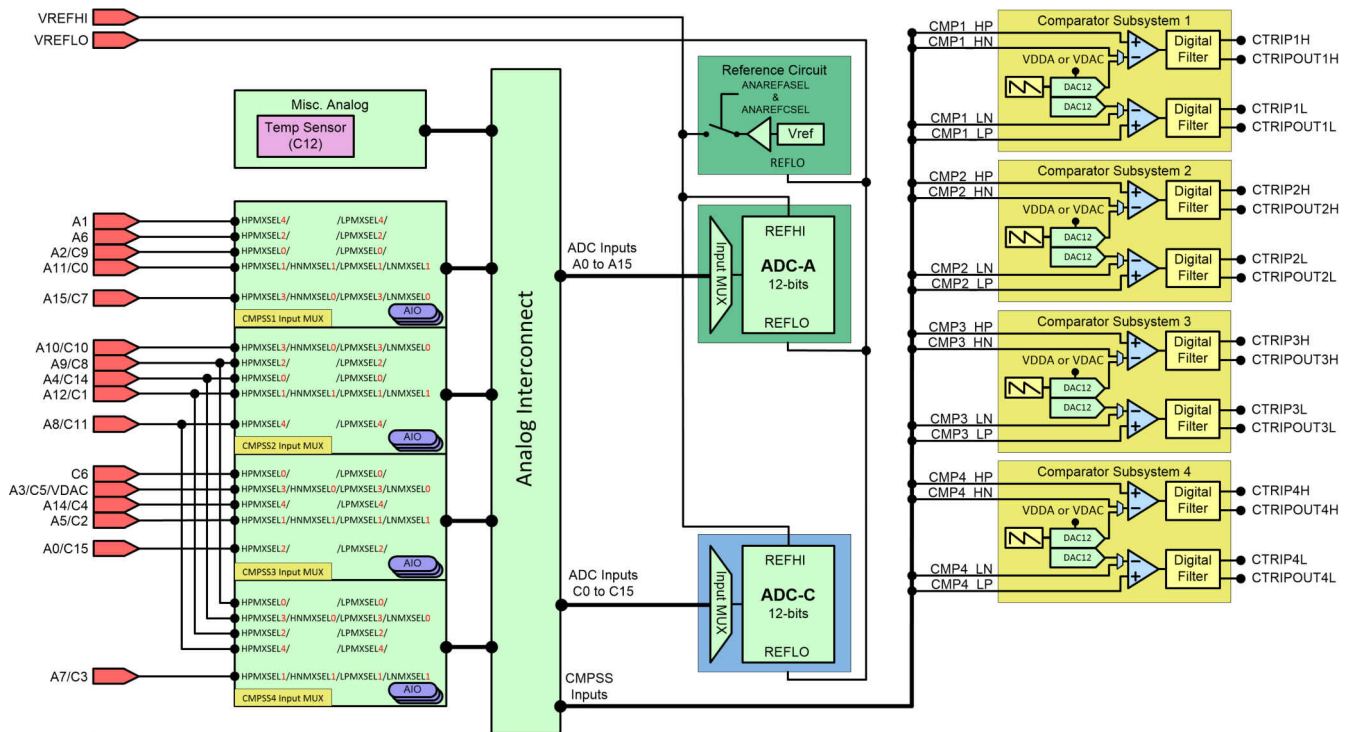 VREFHI
VREFLO
Misc. Analog
Temp Sensor
(C12)
A1
A6
A2/C9
A11/C0
A15/C7
HPMXSEL4/ /LPMXSEL4/
HPMXSEL2/ /LPMXSEL2/
HPMXSEL0/ /LPMXSEL0/
HPMXSEL1/HNMXSEL1/LPMXSEL1/LNMXSEL1
HPMXSEL3/HNMXSEL0/LPMXSEL3/LNMXSEL0
CMPSS1 Input MUX
AIO
A10/C10
A9/C8
A4/C14
A12/C1
A8/C11
HPMXSEL3/HNMXSEL0/LPMXSEL3/LNMXSEL0
HPMXSEL2/ /LPMXSEL2/
HPMXSEL0/ /LPMXSEL0/
HPMXSEL1/HNMXSEL1/LPMXSEL1/LNMXSEL1
HPMXSEL4/ /LPMXSEL4/
CMPSS2 Input MUX
AIO
C6
A3/C5/VDAC
A14/C4
A5/C2
A0/C15
HPMXSEL0/ /LPMXSEL0/
HPMXSEL3/HNMXSEL0/LPMXSEL3/LNMXSEL0
HPMXSEL4/ /LPMXSEL4/
HPMXSEL1/HNMXSEL1/LPMXSEL1/LNMXSEL1
HPMXSEL2/ /LPMXSEL2/
CMPSS3 Input MUX
AIO
A7/C3
HPMXSEL0/ /LPMXSEL0/
HPMXSEL3/HNMXSEL0/LPMXSEL3/LNMXSEL0
HPMXSEL2/ /LPMXSEL2/
HPMXSEL4/ /LPMXSEL4/
HPMXSEL1/HNMXSEL1/LPMXSEL1/LNMXSEL1
CMPSS4 Input MUX
AIO
Analog Interconnect
Reference Circuit
ANAREFASEL
&
ANAREFCSEL
Vref
REFLO
ADC Inputs
A0 to A15
Input MUX
REFHI
ADC-A
12-bits
REFLO
ADC Inputs
C0 to C15
Input MUX
REFHI
ADC-C
12-bits
REFLO
CMPSS
Inputs
CMP1_HP
CMP1_HN
CMP1_LN
CMP1_LP
Comparator Subsystem 1
VDDA or VDAC
DAC12
DAC12
Digital
Filter
Digital
Filter
CTRIP1H
CTRIPOUT1H
CTRIP1L
CTRIPOUT1L
CMP2_HP
CMP2_HN
CMP2_LN
CMP2_LP
Comparator Subsystem 2
VDDA or VDAC
DAC12
DAC12
Digital
Filter
Digital
Filter
CTRIP2H
CTRIPOUT2H
CTRIP2L
CTRIPOUT2L
CMP3_HP
CMP3_HN
CMP3_LN
CMP3_LP
Comparator Subsystem 3
VDDA or VDAC
DAC12
DAC12
Digital
Filter
Digital
Filter
CTRIP3H
CTRIPOUT3H
CTRIP3L
CTRIPOUT3L
CMP4_HP
CMP4_HN
CMP4_LN
CMP4_LP
Comparator Subsystem 4
VDDA or VDAC
DAC12
DAC12
Digital
Filter
Digital
Filter
CTRIP4H
CTRIPOUT4H
CTRIP4L
CTRIPOUT4L